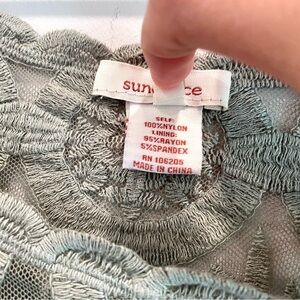 SELF:
100%NYLON
LINING:
95%RAYON
5%SPANDEX
RN 106205
MADE IN CHINA